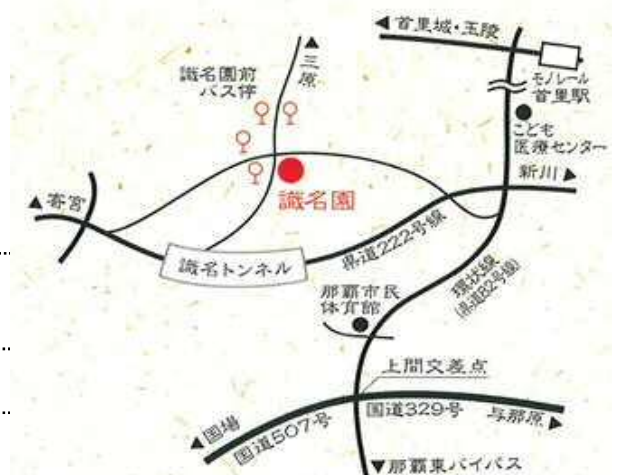 ◀首里城・玉陵
▲三原
識名園前
バス停
モノレール
首里駅
こども
医療センター
新川▶
▲寄宮
識名園
識名トンネル
県道222号線
環状線
(県道82号線)
那覇市民
体育館
上間交差点
国道329号
与那原▶
◀国場
国道507号
▼那覇東バイパス